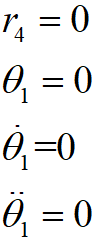 r₄ = 0
θ₁ = 0
θ̇₁=0
θ̈₁ = 0